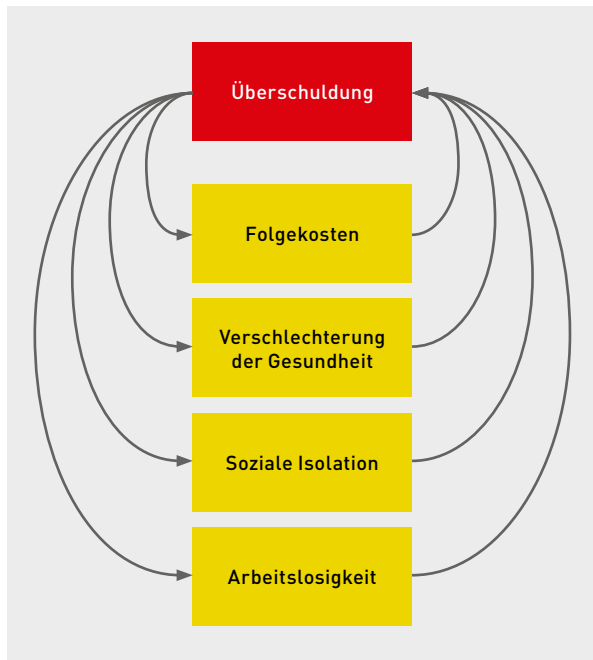 Überschuldung
Folgekosten
Verschlechterung
der Gesundheit
Soziale Isolation
Arbeitslosigkeit